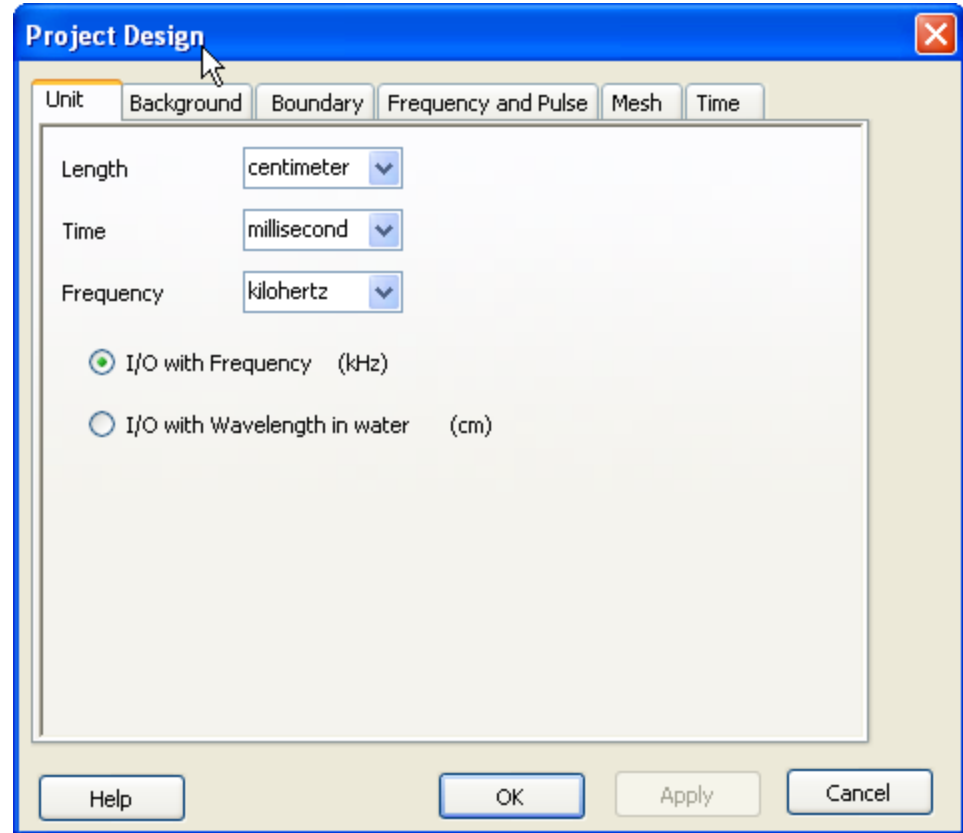 Project Design
Unit Background Boundary Frequency and Pulse Mesh Time
Length centimeter
Time millisecond
Frequency kilohertz
I/O with Frequency (kHz)
I/O with Wavelength in water (cm)
Help OK Apply Cancel